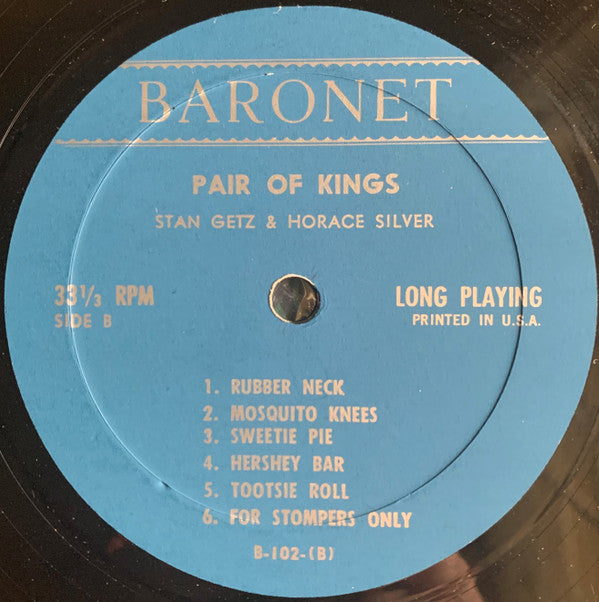 BARONET
PAIR OF KINGS
STAN GETZ & HORACE SILVER
33⅓ RPM LONG PLAYING
SIDE B PRINTED IN U.S.A.
1. RUBBER NECK
2. MOSQUITO KNEES
3. SWEETIE PIE
4. HERSHEY BAR
5. TOOTSIE ROLL
6. FOR STOMPERS ONLY
B-102-(B)